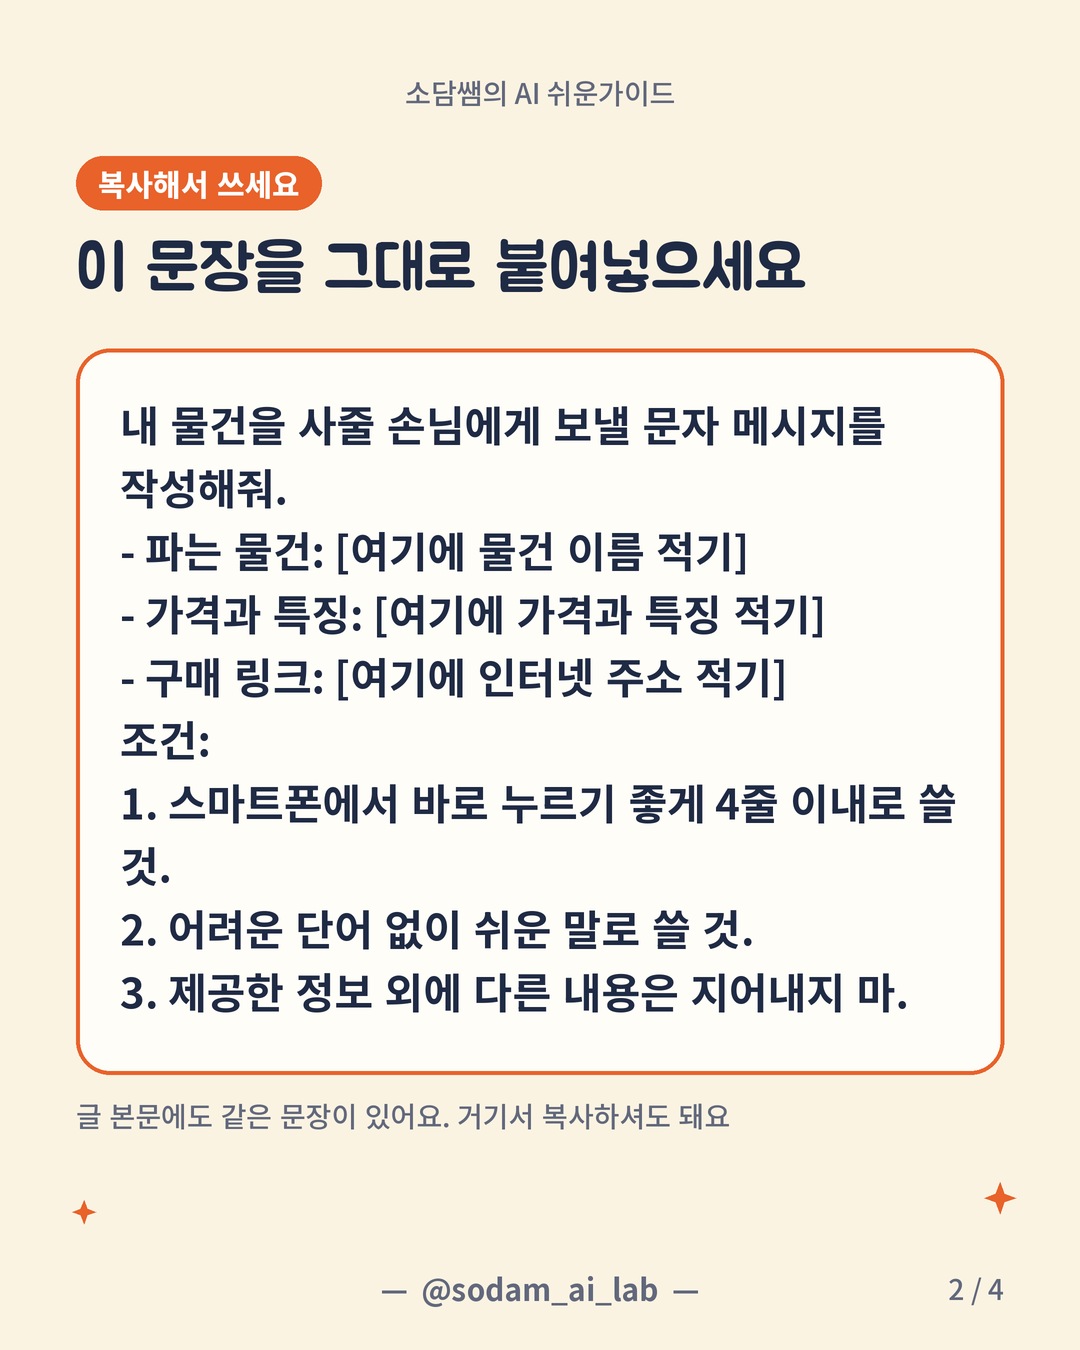 소담쌤의 AI 쉬운가이드
복사해서 쓰세요
이 문장을 그대로 붙여넣으세요
내 물건을 사줄 손님에게 보낼 문자 메시지를
작성해줘.
- 파는 물건: [여기에 물건 이름 적기]
- 가격과 특징: [여기에 가격과 특징 적기]
- 구매 링크: [여기에 인터넷 주소 적기]
조건:
1. 스마트폰에서 바로 누르기 좋게 4줄 이내로 쓸
것.
2. 어려운 단어 없이 쉬운 말로 쓸 것.
3. 제공한 정보 외에 다른 내용은 지어내지 마.
글 본문에도 같은 문장이 있어요. 거기서 복사하셔도 돼요
— @sodam_ai_lab —
2 / 4